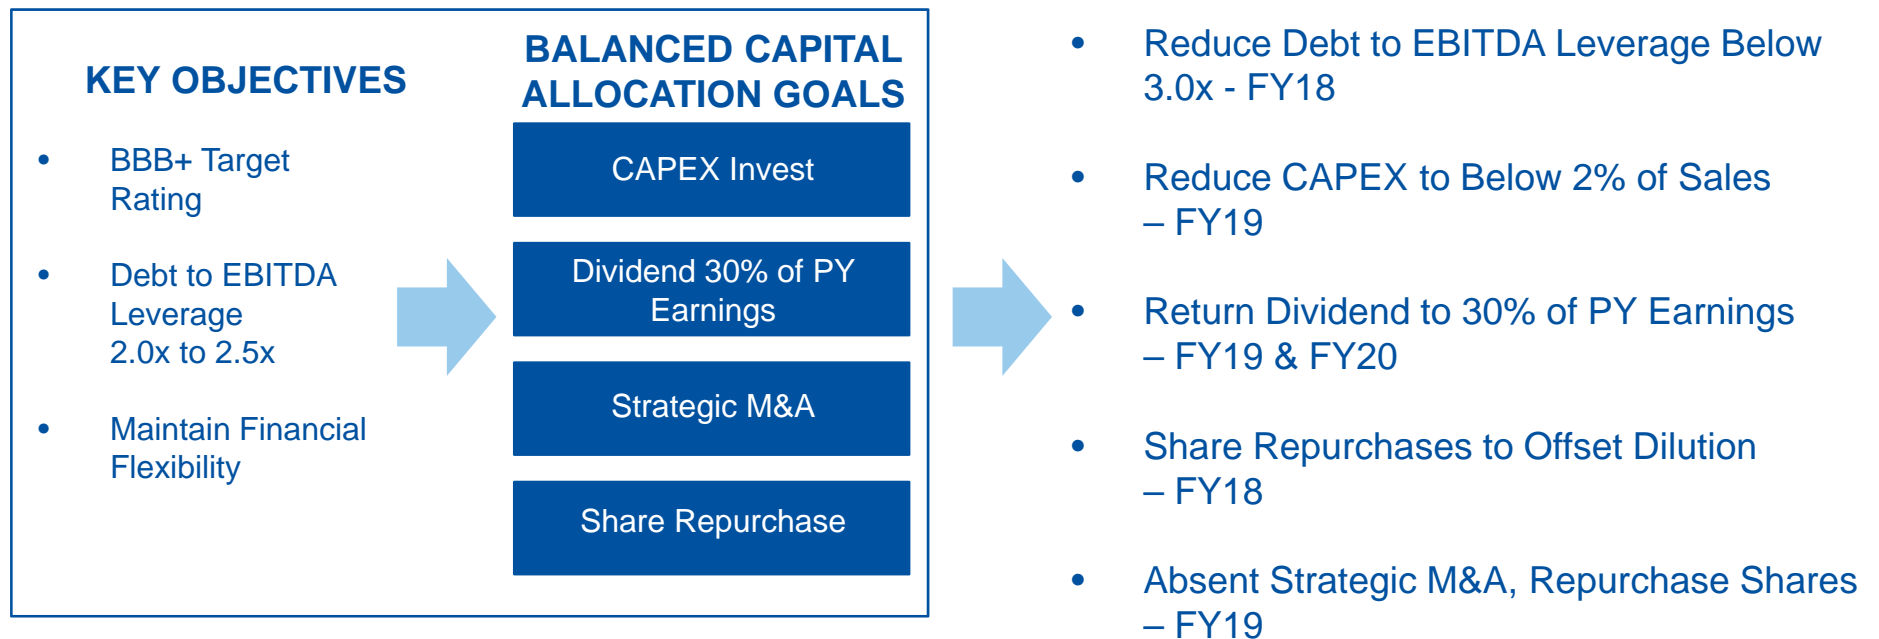 KEY OBJECTIVES
• BBB+ Target
Rating
• Debt to EBITDA
Leverage
2.0x to 2.5x
• Maintain Financial
Flexibility
BALANCED CAPITAL
ALLOCATION GOALS
CAPEX Invest
Dividend 30% of PY
Earnings
Strategic M&A
Share Repurchase
• Reduce Debt to EBITDA Leverage Below
3.0x - FY18
• Reduce CAPEX to Below 2% of Sales
– FY19
• Return Dividend to 30% of PY Earnings
– FY19 & FY20
• Share Repurchases to Offset Dilution
– FY18
• Absent Strategic M&A, Repurchase Shares
– FY19